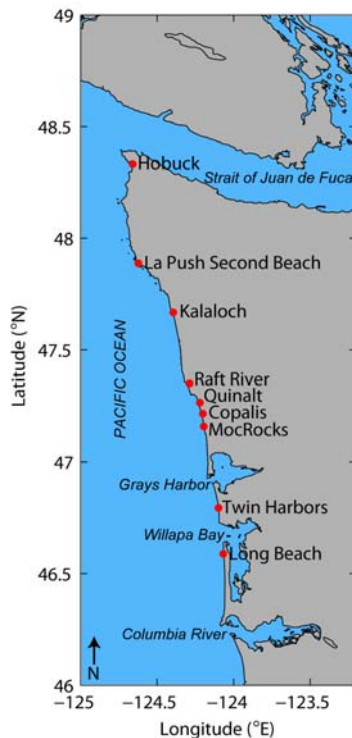 49
48.5
48
47.5
47
46.5
46
Latitude (°N)
Hobuck
Strait of Juan de Fuca
La Push Second Beach
Kalaloch
PACIFIC OCEAN
Raft River
Quinalt
Copalis
MocRocks
Grays Harbor
Twin Harbors
Willapa Bay
Long Beach
Columbia River
N
−125
−124.5
−124
−123.5
Longitude (°E)